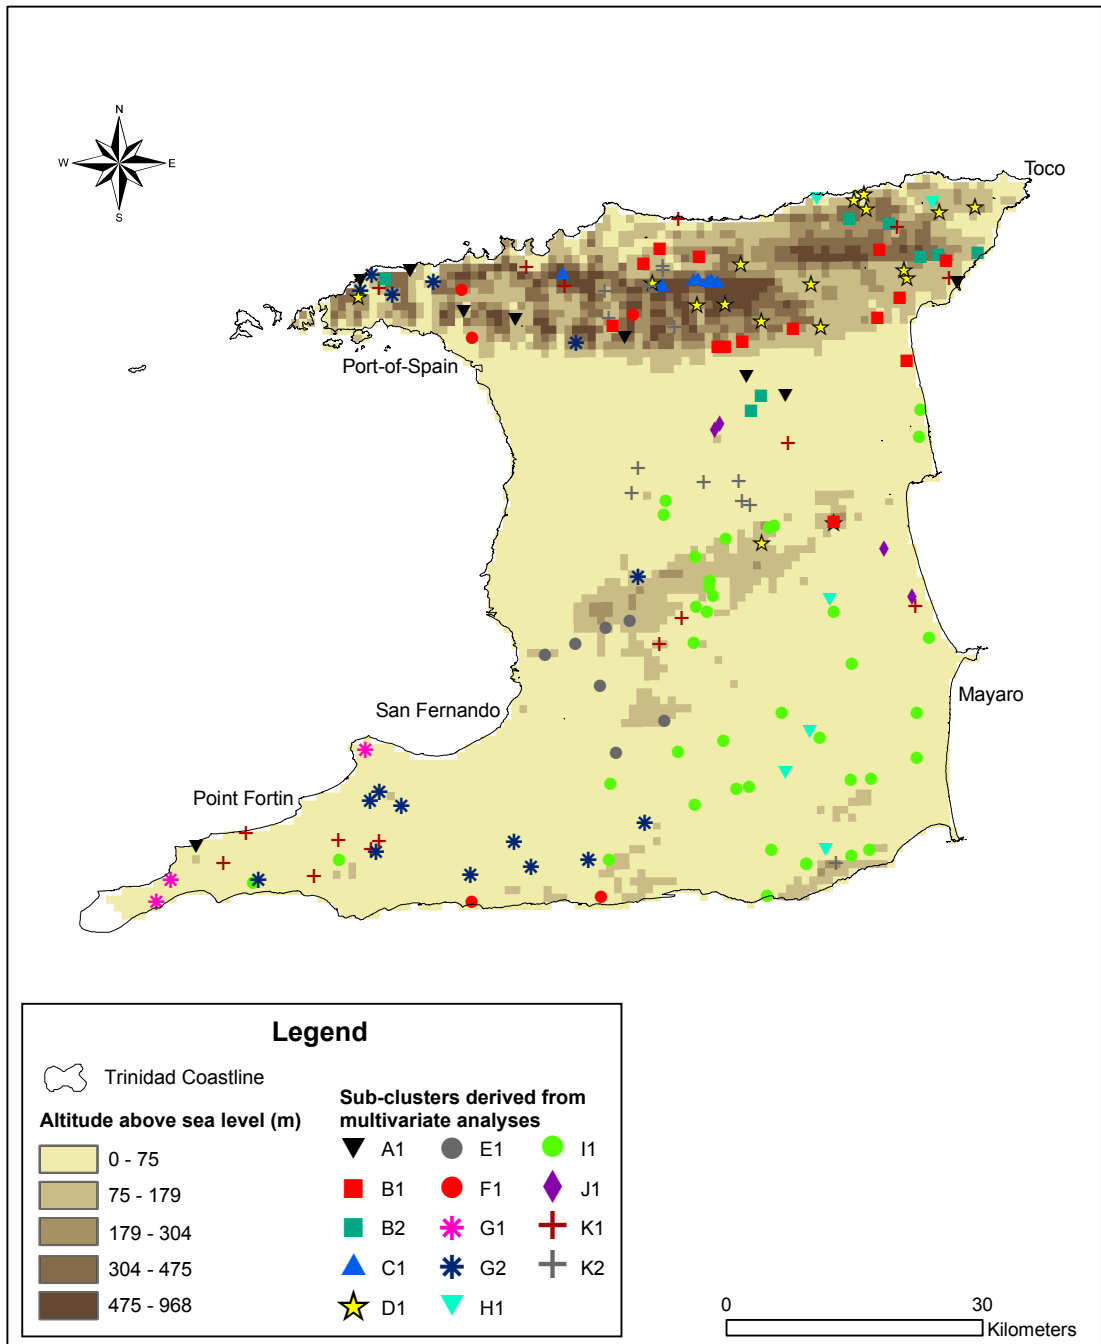 N
W
E
S
Toco
Port-of-Spain
San Fernando
Mayaro
Point Fortin
Legend
Trinidad Coastline
Altitude above sea level (m)
0 - 75
75 - 179
179 - 304
304 - 475
475 - 968
Sub-clusters derived from
multivariate analyses
A1
B1
B2
C1
D1
E1
F1
G1
G2
H1
I1
J1
K1
K2
0 30
Kilometers